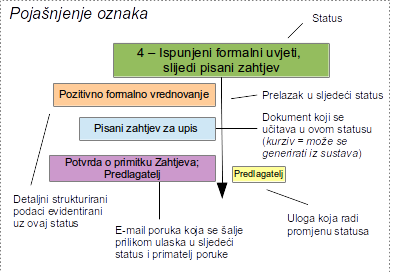 Pojašnjenje oznaka
Status
4 – Ispunjeni formalni uvjeti,
slijedi pisani zahtjev
Pozitivno formalno vrednovanje
Prelazak u sljedeći status
Pisani zahtjev za upis
Dokument koji se
učitava u ovom statusu
(kurziv = može se
generirati iz sustava)
Potvrda o primitku Zahtjeva;
Predlagatelj
Predlagatelj
Detaljni strukturirani
podaci evidentirani
uz ovaj status
E-mail poruka koja se šalje
prilikom ulaska u sljedeći
status i primatelj poruke
Uloga koja radi
promjenu statusa